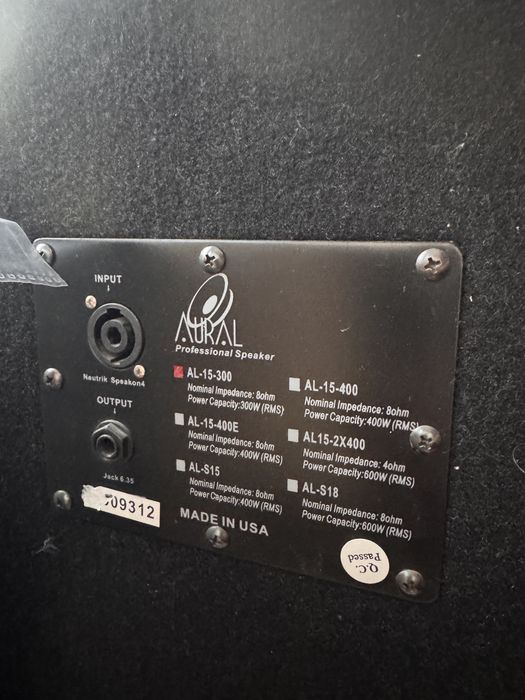 INPUT
Nautrik Speakon4
OUTPUT
Jack 6.35
09312
AURAL
Professional Speaker
AL-15-300
Nominal Impedance: 8ohm
Power Capacity:300W (RMS)
AL-15-400
Nominal Impedance: 8ohm
Power Capacity:400W (RMS)
AL-15-400E
Nominal Impedance: 8ohm
Power Capacity:400W (RMS)
AL15-2X400
Nominal Impedance: 4ohm
Power Capacity:600W (RMS)
AL-S15
Nominal Impedance: 8ohm
Power Capacity:400W (RMS)
AL-S18
Nominal Impedance: 8ohm
Power Capacity:600W (RMS)
MADE IN USA
Q.C.
Passed